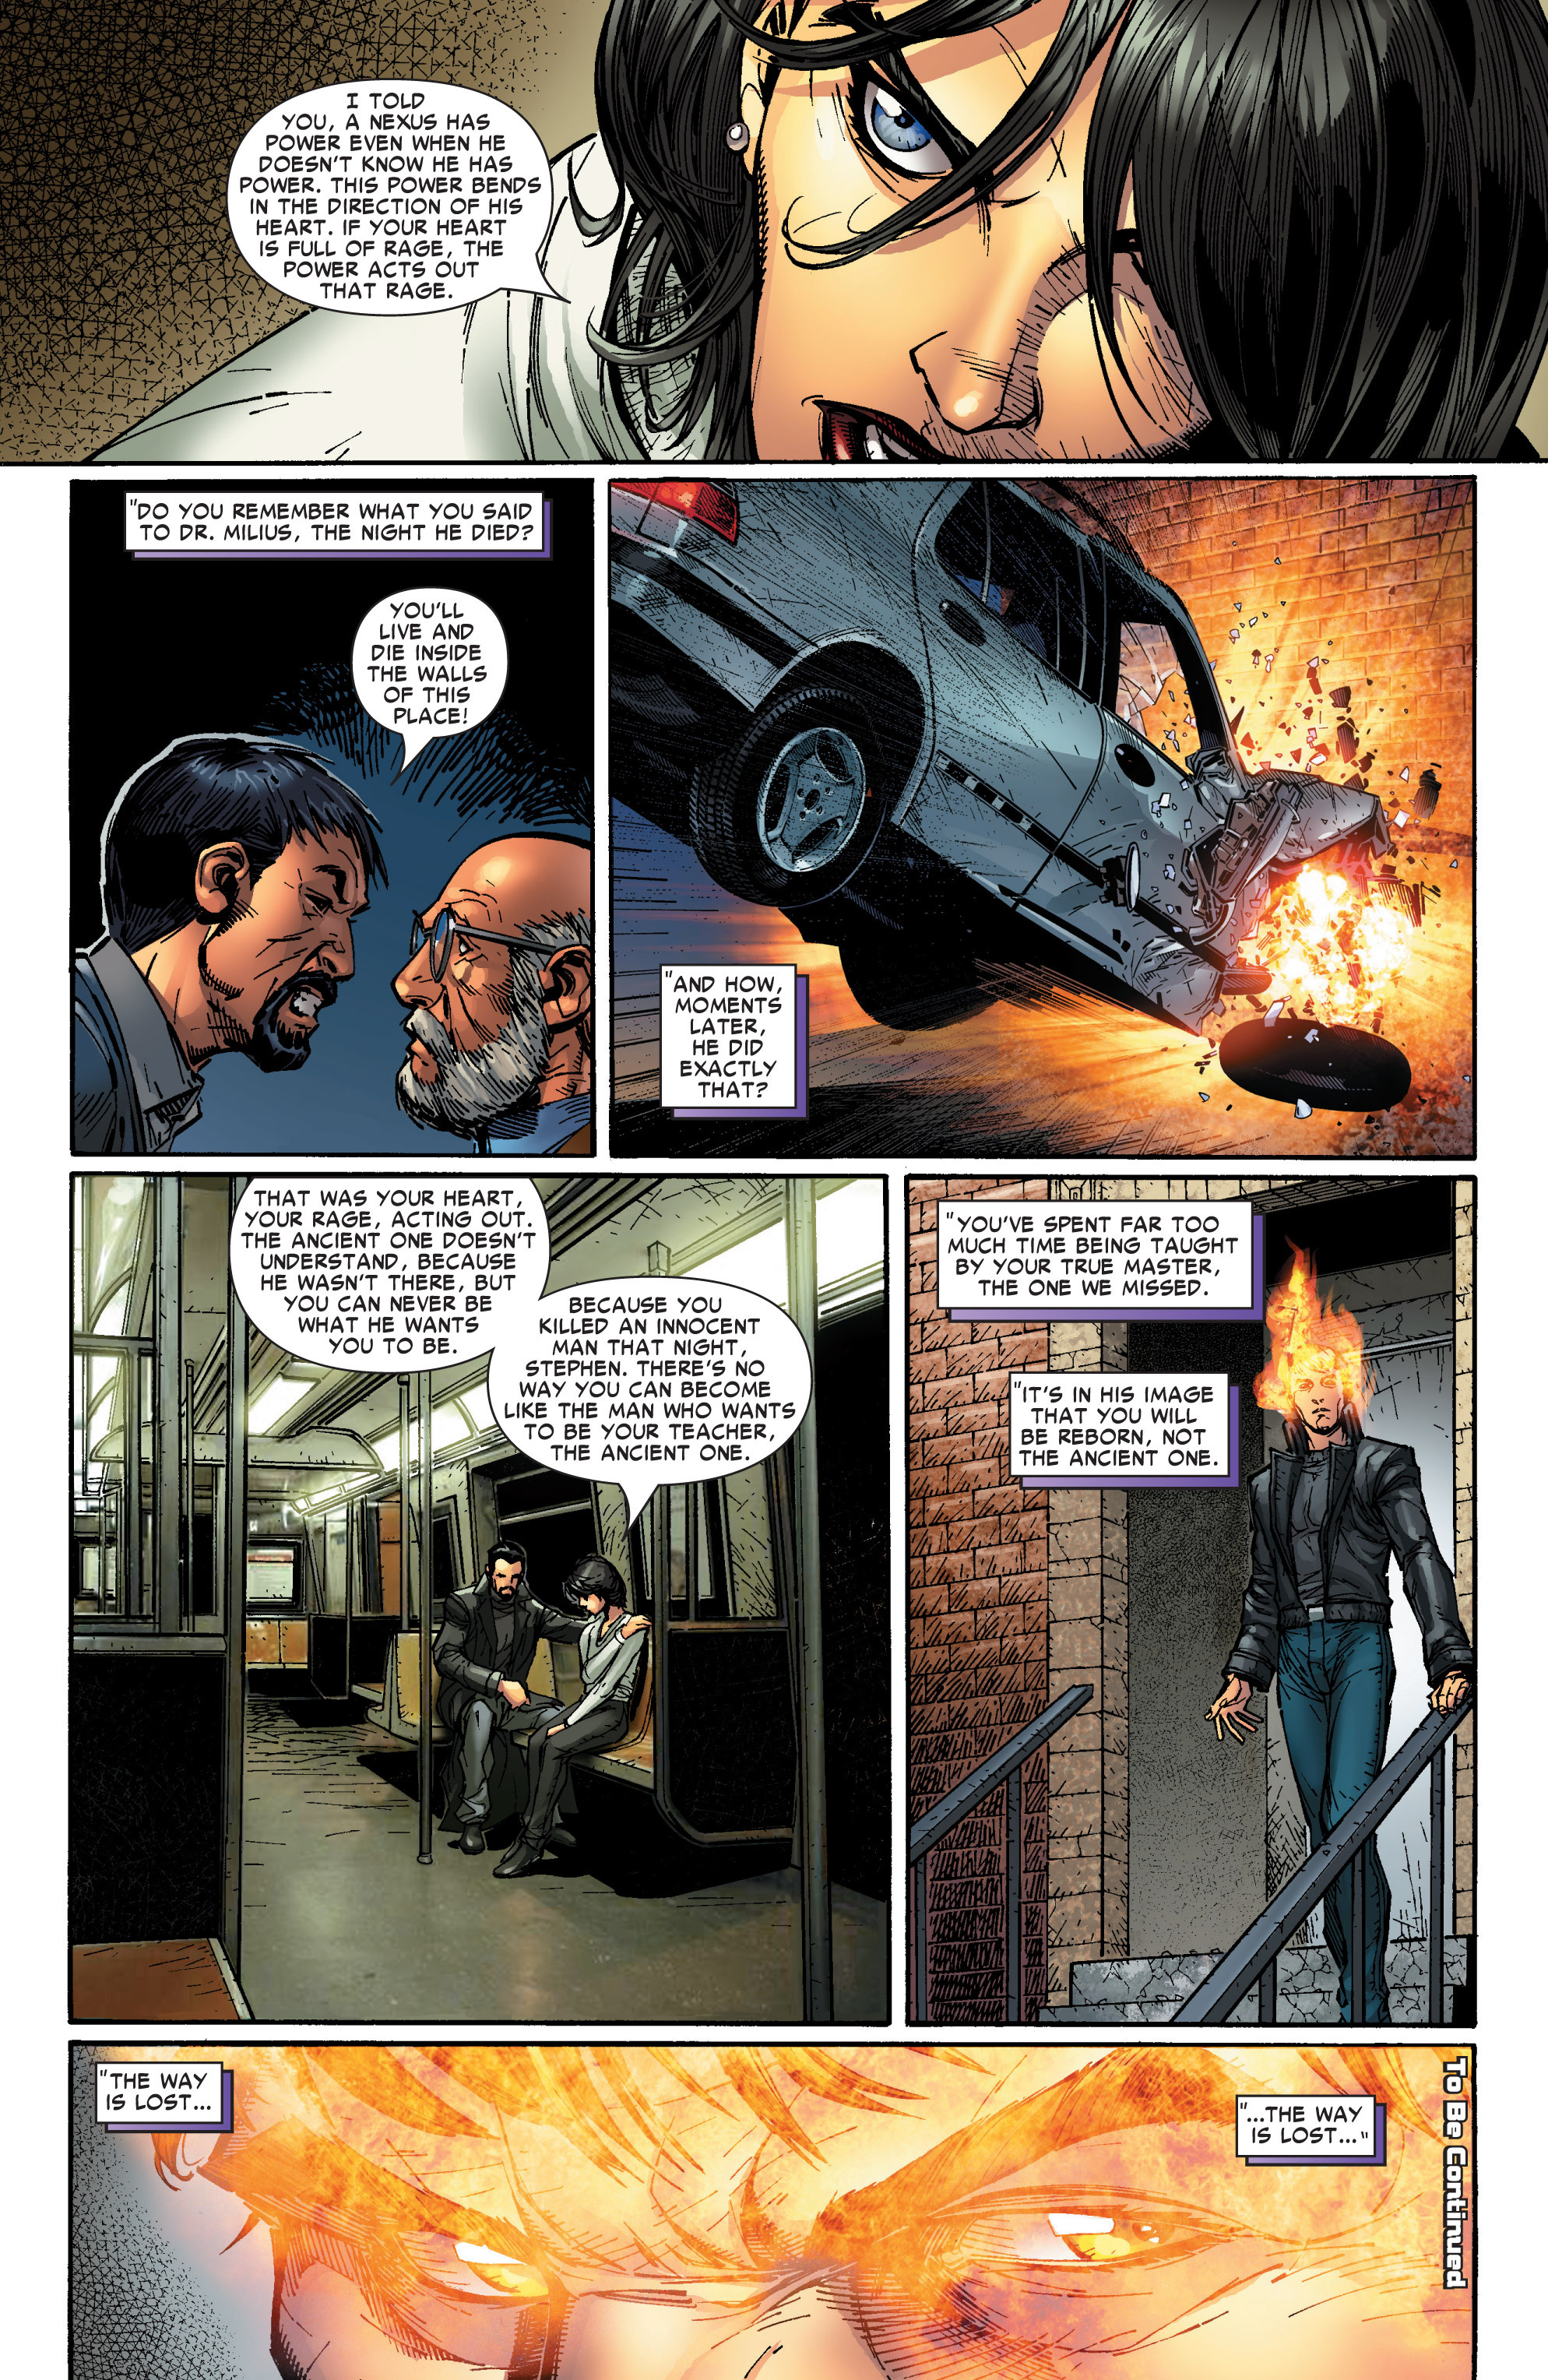 I TOLD
YOU, A NEXUS HAS
POWER EVEN WHEN HE
DOESN'T KNOW HE HAS
POWER. THIS POWER BENDS
IN THE DIRECTION OF HIS
HEART. IF YOUR HEART
IS FULL OF RAGE, THE
POWER ACTS OUT
THAT RAGE.
"DO YOU REMEMBER WHAT YOU SAID
TO DR. MILIUS, THE NIGHT HE DIED?
YOU'LL
LIVE AND
DIE INSIDE
THE WALLS
OF THIS
PLACE!
"AND HOW,
MOMENTS
LATER,
HE DID
EXACTLY
THAT?
THAT WAS YOUR HEART,
YOUR RAGE, ACTING OUT.
THE ANCIENT ONE DOESN'T
UNDERSTAND, BECAUSE
HE WASN'T THERE, BUT
YOU CAN NEVER BE
WHAT HE WANTS
YOU TO BE.
BECAUSE YOU
KILLED AN INNOCENT
MAN THAT NIGHT,
STEPHEN. THERE'S NO
WAY YOU CAN BECOME
LIKE THE MAN WHO WANTS
TO BE YOUR TEACHER,
THE ANCIENT ONE.
"YOU'VE SPENT FAR TOO
MUCH TIME BEING TAUGHT
BY YOUR TRUE MASTER,
THE ONE WE MISSED.
"IT'S IN HIS IMAGE
THAT YOU WILL
BE REBORN, NOT
THE ANCIENT ONE.
"THE WAY
IS LOST...
"...THE WAY
IS LOST..."
To Be Continued